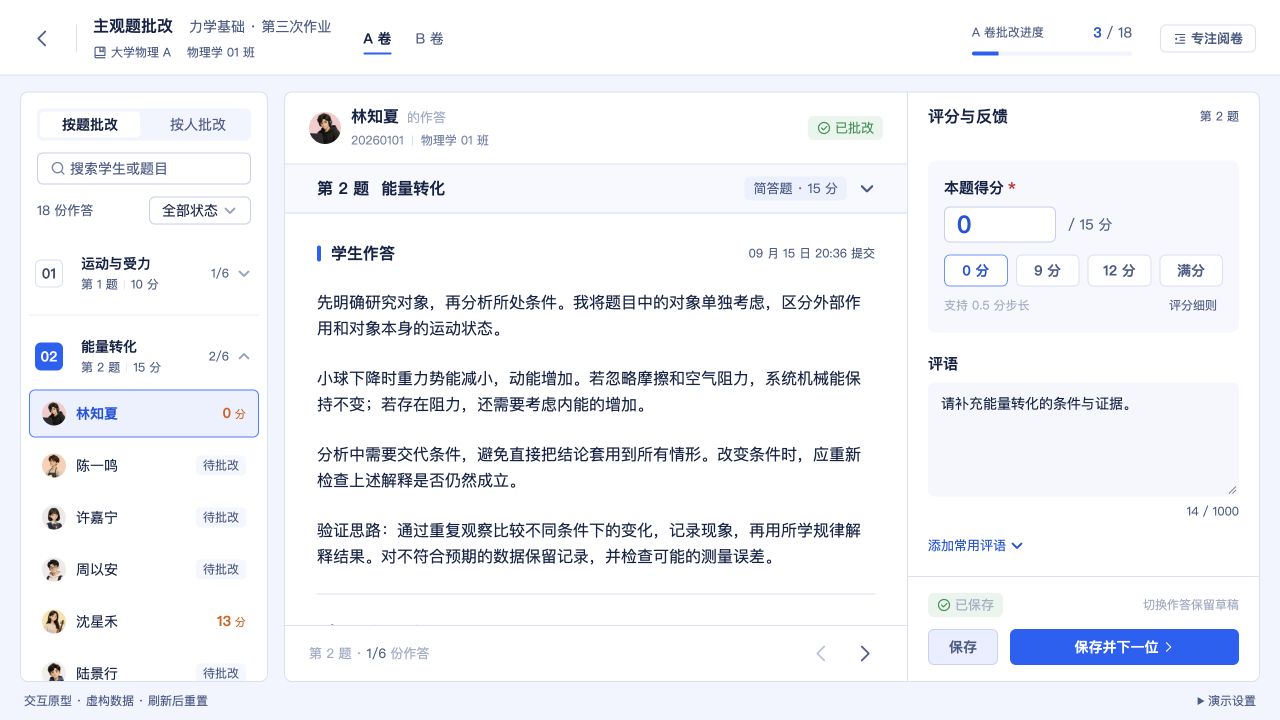 主观题批改 力学基础 · 第三次作业
大学物理 A 物理学 01 班
A 卷 B 卷
A 卷批改进度 3 / 18
专注阅卷
按题批改 按人批改
搜索学生或题目
18 份作答 全部状态
01 运动与受力
第 1 题 10 分
1/6
02 能量转化
第 2 题 15 分
2/6
林知夏 0 分
陈一鸣 待批改
许嘉宁 待批改
周以安 待批改
沈星禾 13 分
陆景行 待批改
林知夏 的作答
20260101 物理学 01 班
已批改
第 2 题 能量转化
简答题 · 15 分
学生作答
09 月 15 日 20:36 提交
先明确研究对象，再分析所处条件。我将题目中的对象单独考虑，区分外部作
用和对象本身的运动状态。
小球下降时重力势能减小，动能增加。若忽略摩擦和空气阻力，系统机械能保
持不变；若存在阻力，还需要考虑内能的增加。
分析中需要交代条件，避免直接把结论套用到所有情形。改变条件时，应重新
检查上述解释是否仍然成立。
验证思路：通过重复观察比较不同条件下的变化，记录现象，再用所学规律解
释结果。对不符合预期的数据保留记录，并检查可能的测量误差。
第 2 题 · 1/6 份作答
评分与反馈 第 2 题
本题得分 *
0 / 15 分
0 分 9 分 12 分 满分
支持 0.5 分步长 评分细则
评语
请补充能量转化的条件与证据。
14 / 1000
添加常用评语
已保存 切换作答保留草稿
保存 保存并下一位
交互原型 · 虚构数据 · 刷新后重置
演示设置